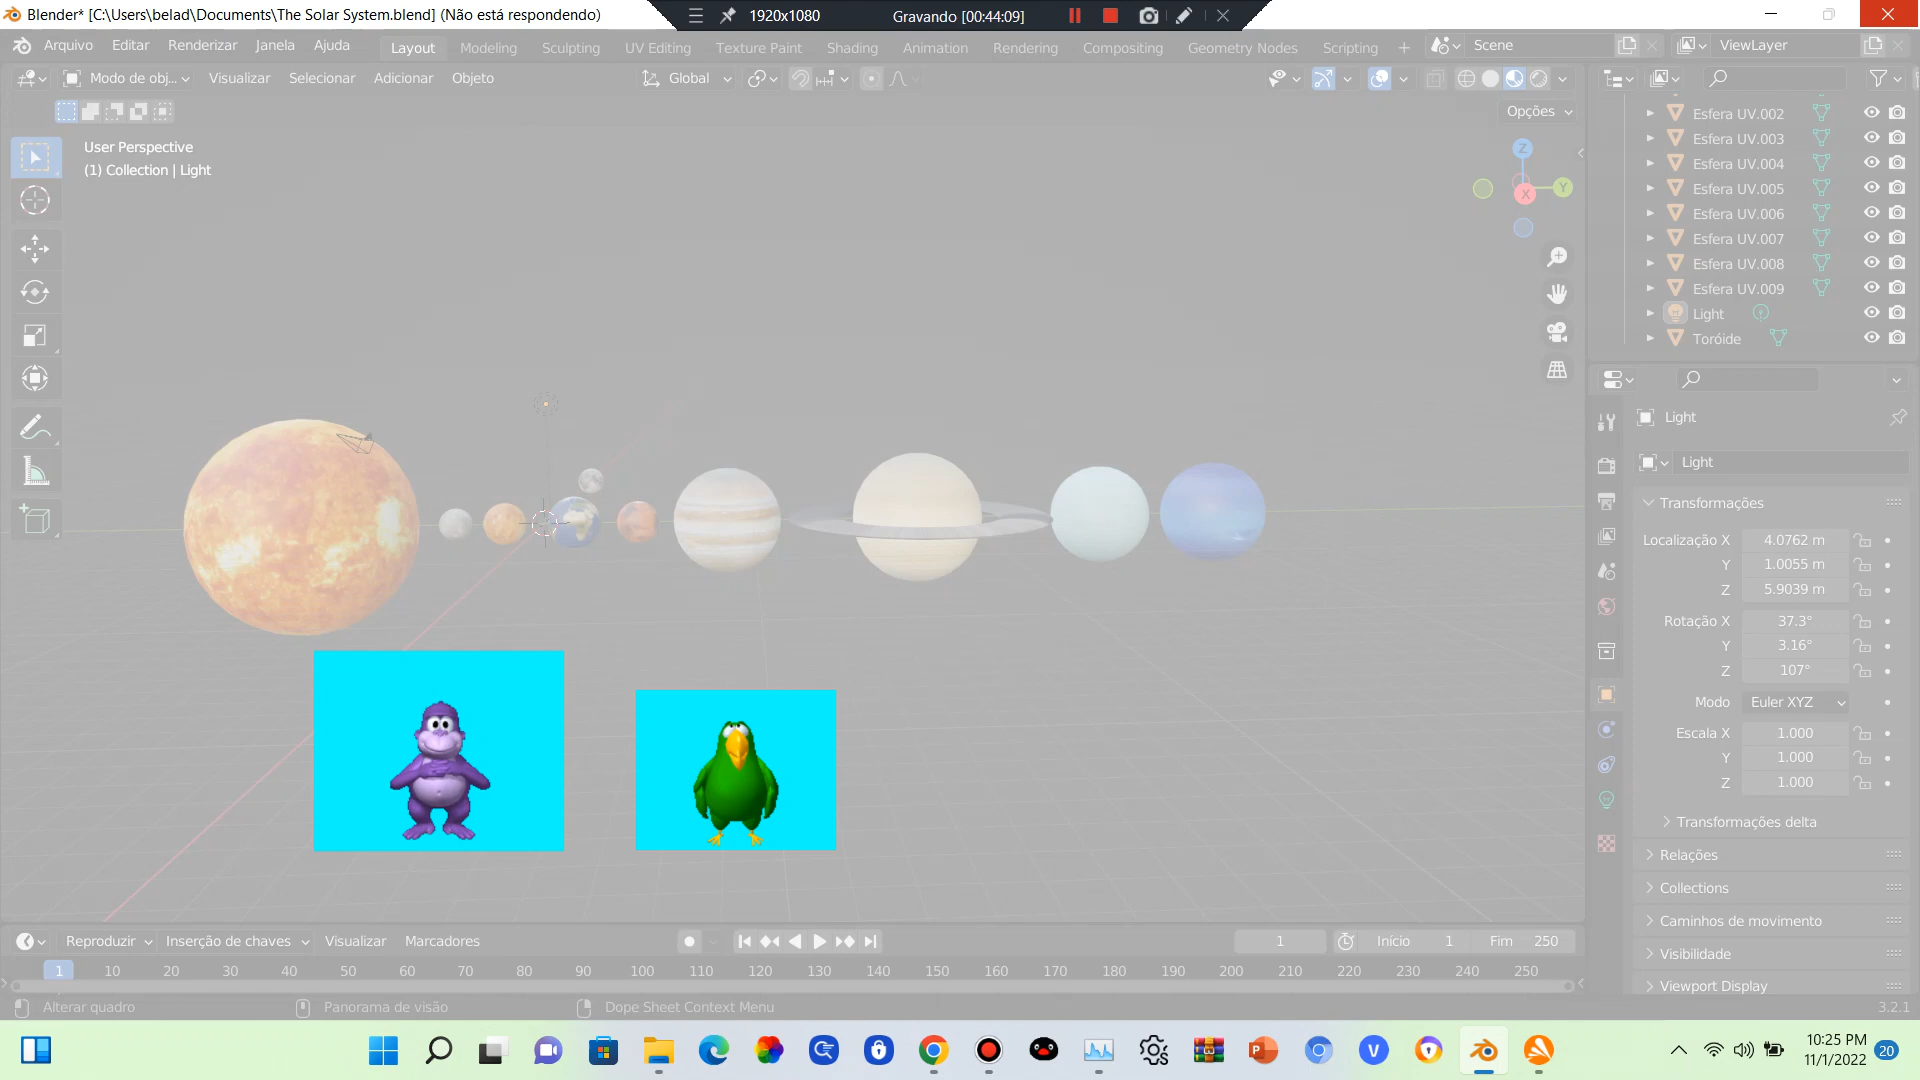 Blender* [C:\Users\belad\Documents\The Solar System.blend] (Não está respondendo)
1920x1080
Gravando [00:44:09]
Arquivo Editar Renderizar Janela Ajuda
Layout Modeling Sculpting UV Editing Texture Paint Shading Animation Rendering Compositing Geometry Nodes Scripting +
Scene
ViewLayer
Modo de obj... Visualizar Selecionar Adicionar Objeto
Global
Opções
User Perspective
(1) Collection | Light
Z
Y
X
Esfera UV.002
Esfera UV.003
Esfera UV.004
Esfera UV.005
Esfera UV.006
Esfera UV.007
Esfera UV.008
Esfera UV.009
Light
Toróide
Light
Light
Transformações
Localização X 4.0762 m
Y 1.0055 m
Z 5.9039 m
Rotação X 37.3°
Y 3.16°
Z 107°
Modo Euler XYZ
Escala X 1.000
Y 1.000
Z 1.000
Transformações delta
Relações
Collections
Caminhos de movimento
Visibilidade
Viewport Display
Reproduzir Inserção de chaves Visualizar Marcadores
1 Início 1 Fim 250
1 10 20 30 40 50 60 70 80 90 100 110 120 130 140 150 160 170 180 190 200 210 220 230 240 250
Alterar quadro Panorama de visão Dope Sheet Context Menu
3.2.1
V
10:25 PM
11/1/2022
20